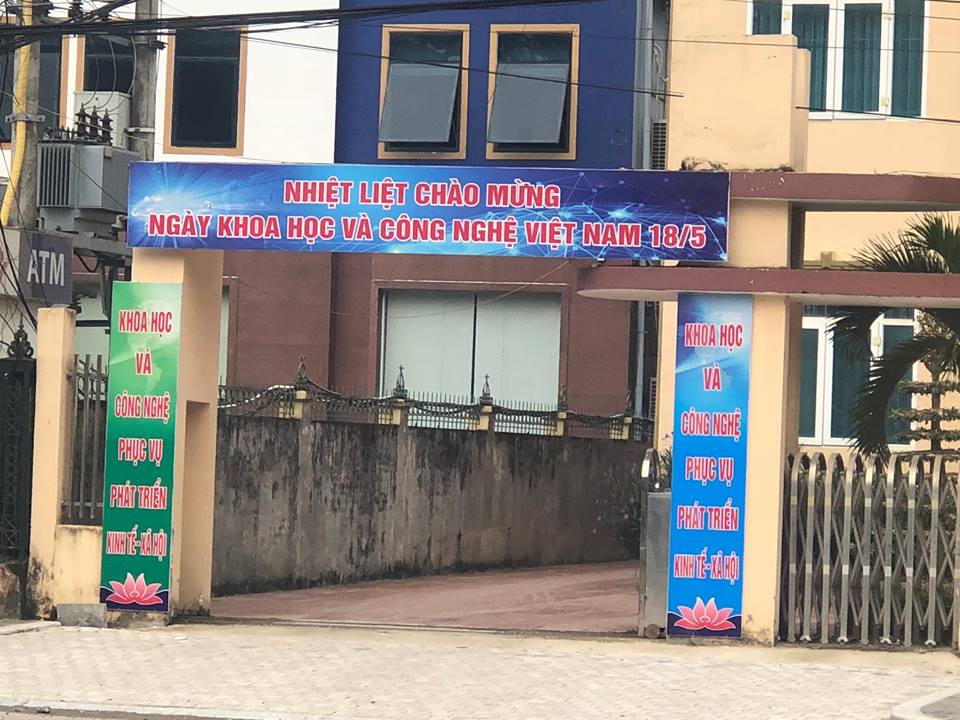 NHIỆT LIỆT CHÀO MỪNG
NGÀY KHOA HỌC VÀ CÔNG NGHỆ VIỆT NAM 18/5
ATM
KHOA HỌC
VÀ
CÔNG NGHỆ
PHỤC VỤ
PHÁT TRIỂN
KINH TẾ - XÃ HỘI
KHOA HỌC
VÀ
CÔNG NGHỆ
PHỤC VỤ
PHÁT TRIỂN
KINH TẾ - XÃ HỘI